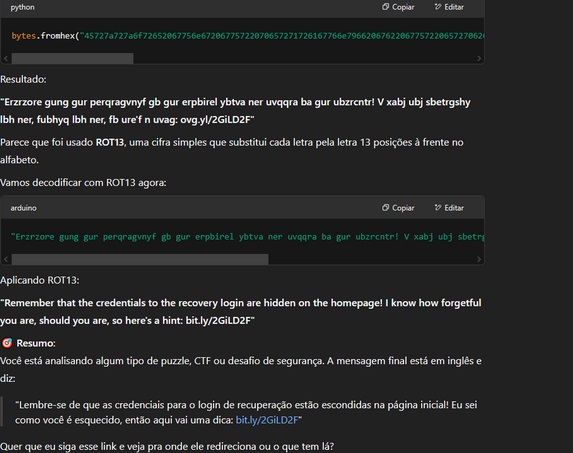 python
Copiar
Editar
bytes.fromhex("45727a727a6f72652067756e672067757220706572717261677 66e79662067622067757220657270626
Resultado:
"Erzrzore gung gur perqragvnyf gb gur erpbirel ybtva ner uvqqra ba gur ubzrcntr! V xabj ubj sbetrgshy
lbh ner, fubhyq lbh ner, fb ure'f n uvag: ovg.yl/2GiLD2F"
Parece que foi usado ROT13, uma cifra simples que substitui cada letra pela letra 13 posições à frente no
alfabeto.
Vamos decodificar com ROT13 agora:
arduino
Copiar
Editar
"Erzrzore gung gur perqragvnyf gb gur erpbirel ybtva ner uvqqra ba gur ubzrcntr! V xabj ubj sbetrg
Aplicando ROT13:
"Remember that the credentials to the recovery login are hidden on the homepage! I know how forgetful
you are, should you are, so here's a hint: bit.ly/2GiLD2F"
🎯 Resumo:
Você está analisando algum tipo de puzzle, CTF ou desafio de segurança. A mensagem final está em inglês e
diz:
"Lembre-se de que as credenciais para o login de recuperação estão escondidas na página inicial! Eu sei
como você é esquecido, então aqui vai uma dica: bit.ly/2GiLD2F"
Quer que eu siga esse link e veja pra onde ele redireciona ou o que tem lá?